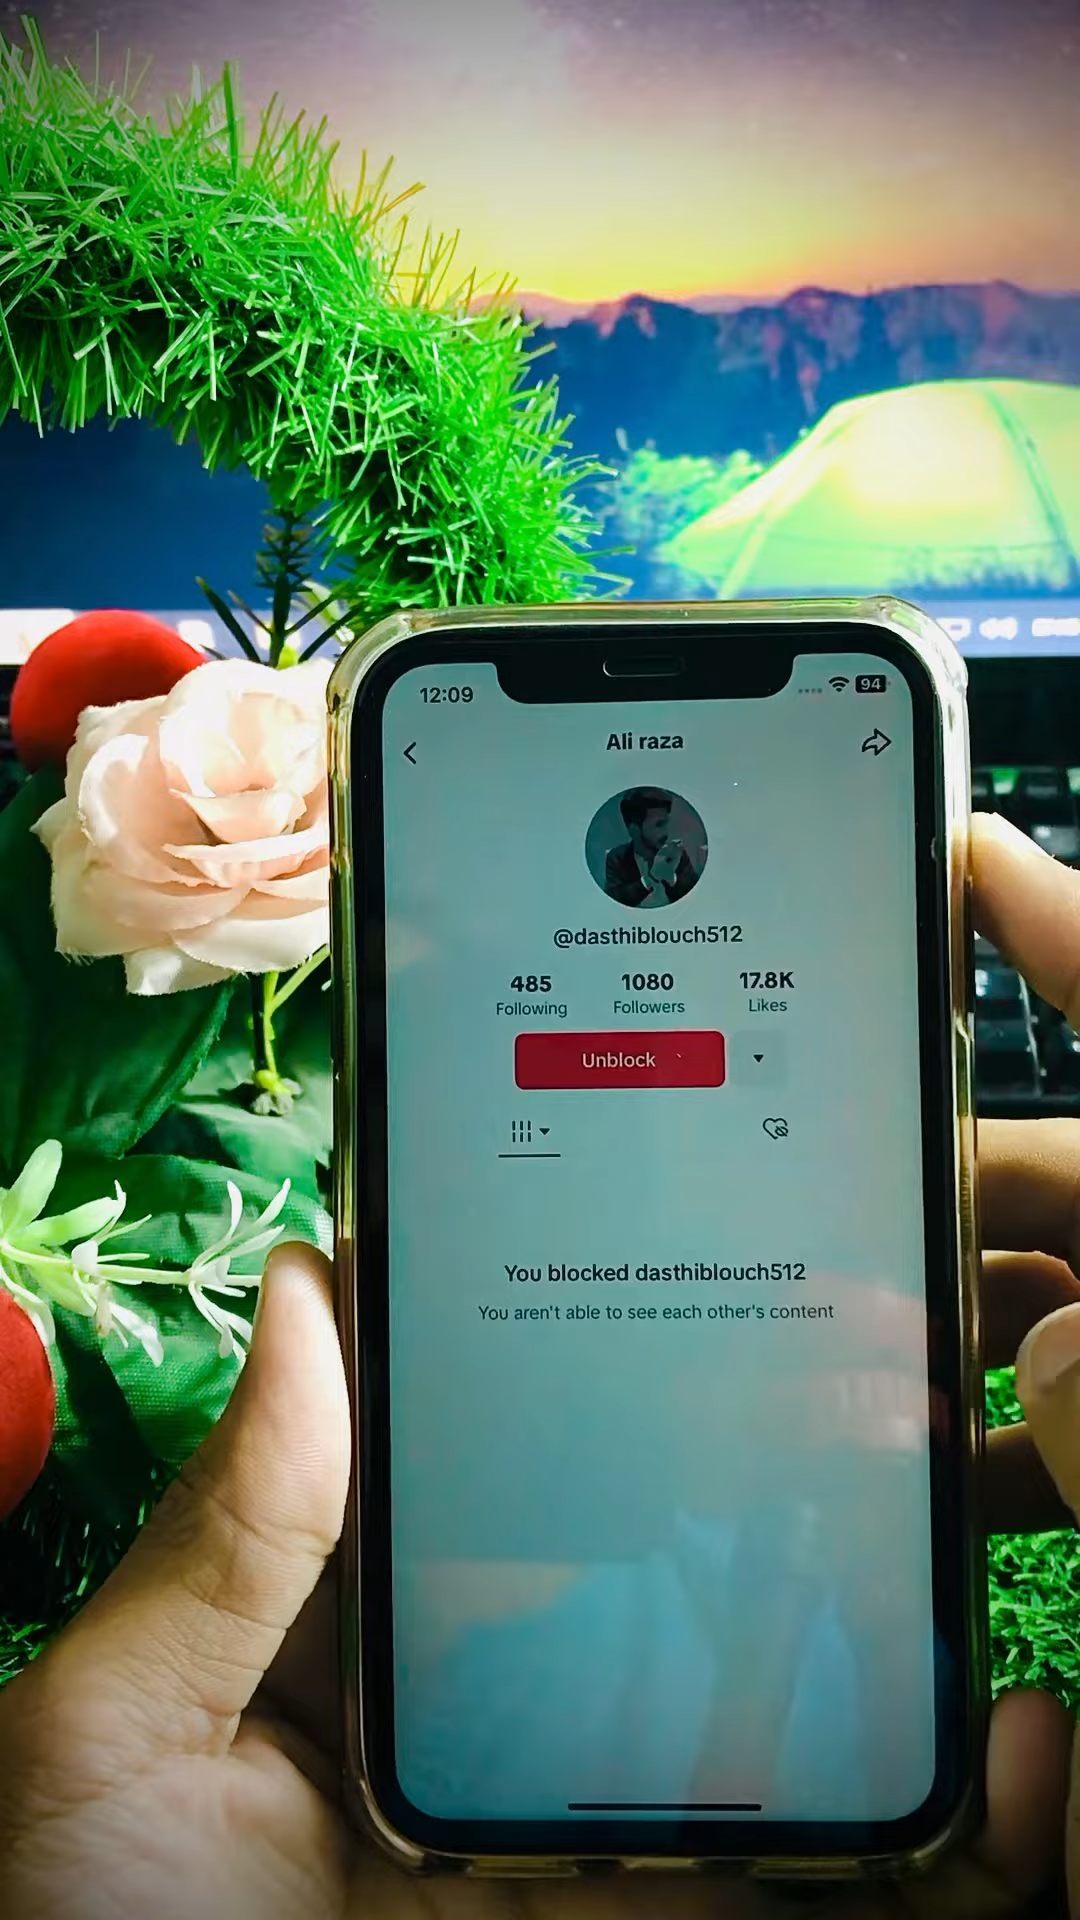 12:09
94
Ali raza
@dasthiblouch512
485 1080 17.8K
Following Followers Likes
Unblock
You blocked dasthiblouch512
You aren't able to see each other's content